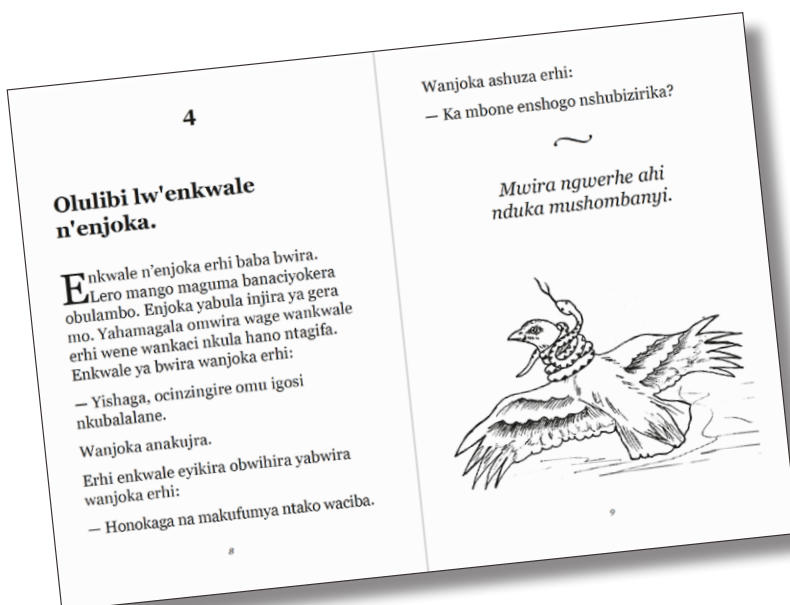 4
Olulibi lw'enkwale
n'enjoka.
Enkwale n'enjoka erhi baba bwira.
Lero mango maguma banaciyokera
obulambo. Enjoka yabula injira ya gera
mo. Yahamagala omwira wage wankwale
erhi wene wankaci nkula hano ntagifa.
Enkwale ya bwira wanjoka erhi:
— Yishaga, ocinzingire omu igosi
nkubalalane.
Wanjoka anakujra.
Erhi enkwale eyikira obwihira yabwira
wanjoka erhi:
— Honokaga na makufumya ntako waciba.
8
Wanjoka ashuza erhi:
— Ka mbone enshogo nshubizirika?
Mwira ngwerhe ahi
nduka mushombanyi.
9